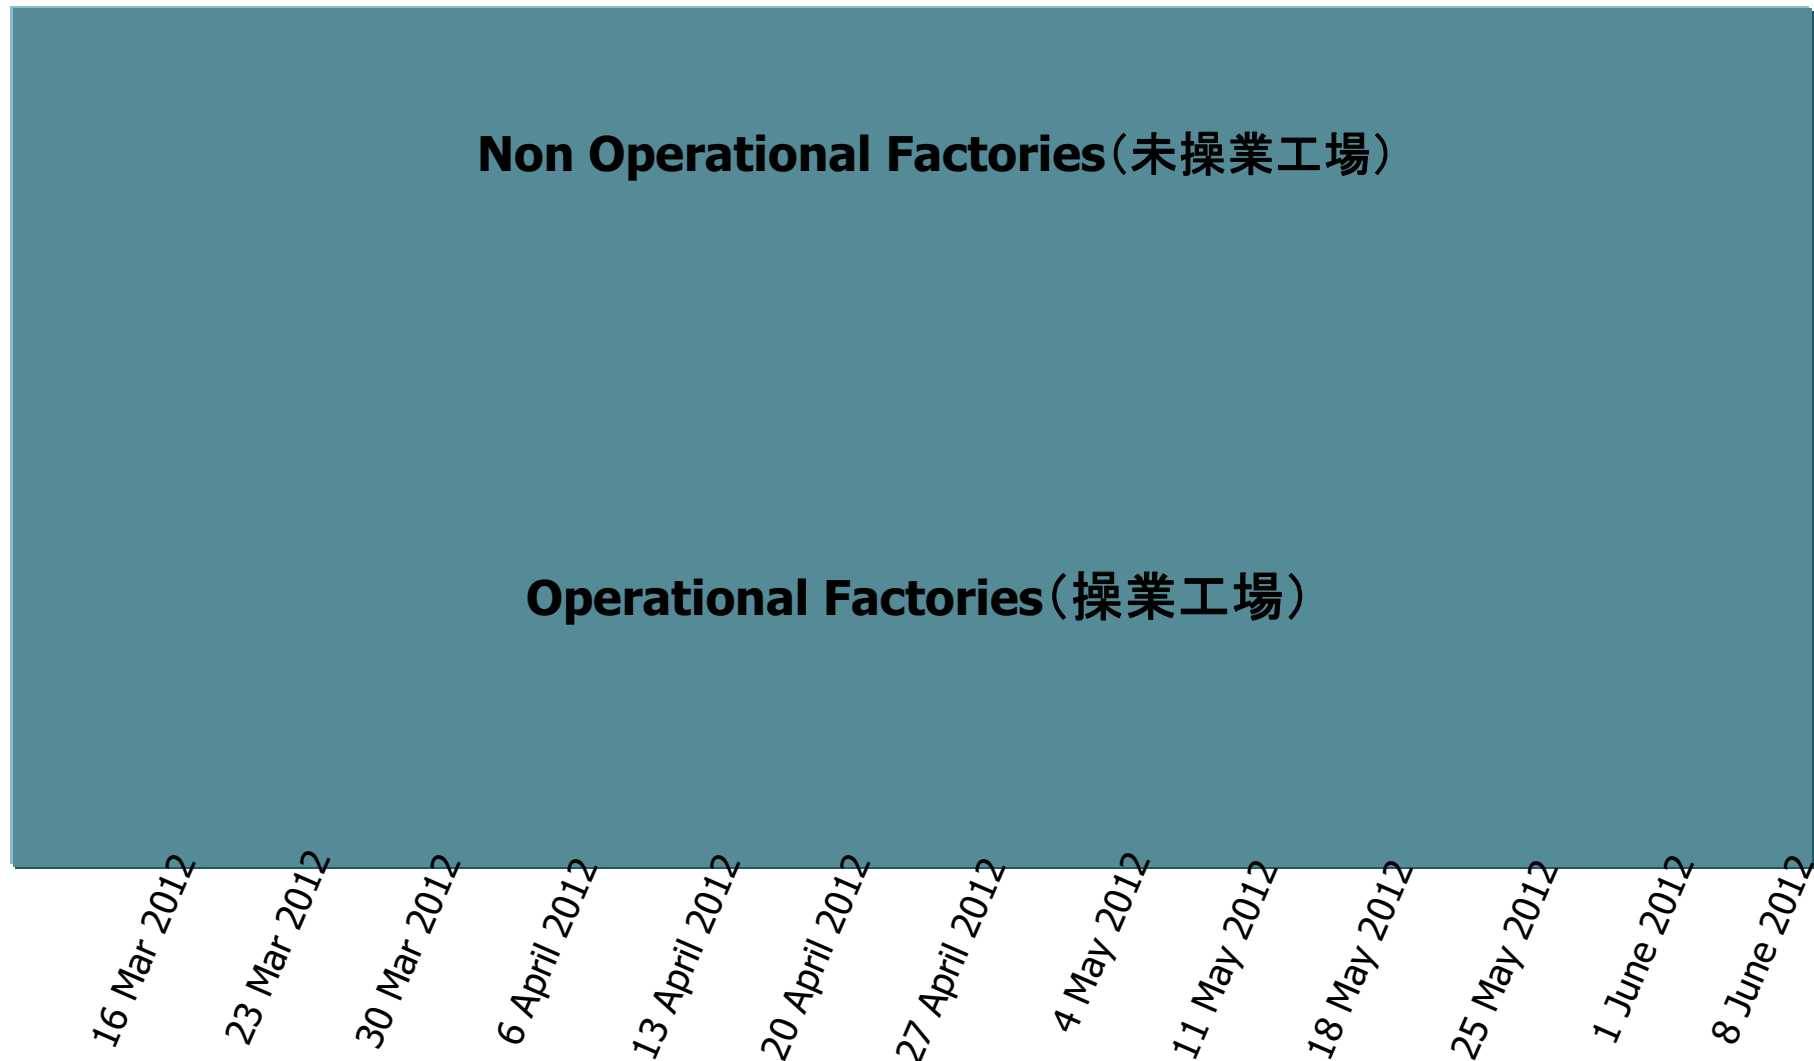 Non Operational Factories（未操業工場）
Operational Factories（操業工場）
16 Mar 2012
23 Mar 2012
30 Mar 2012
6 April 2012
13 April 2012
20 April 2012
27 April 2012
4 May 2012
11 May 2012
18 May 2012
25 May 2012
1 June 2012
8 June 2012